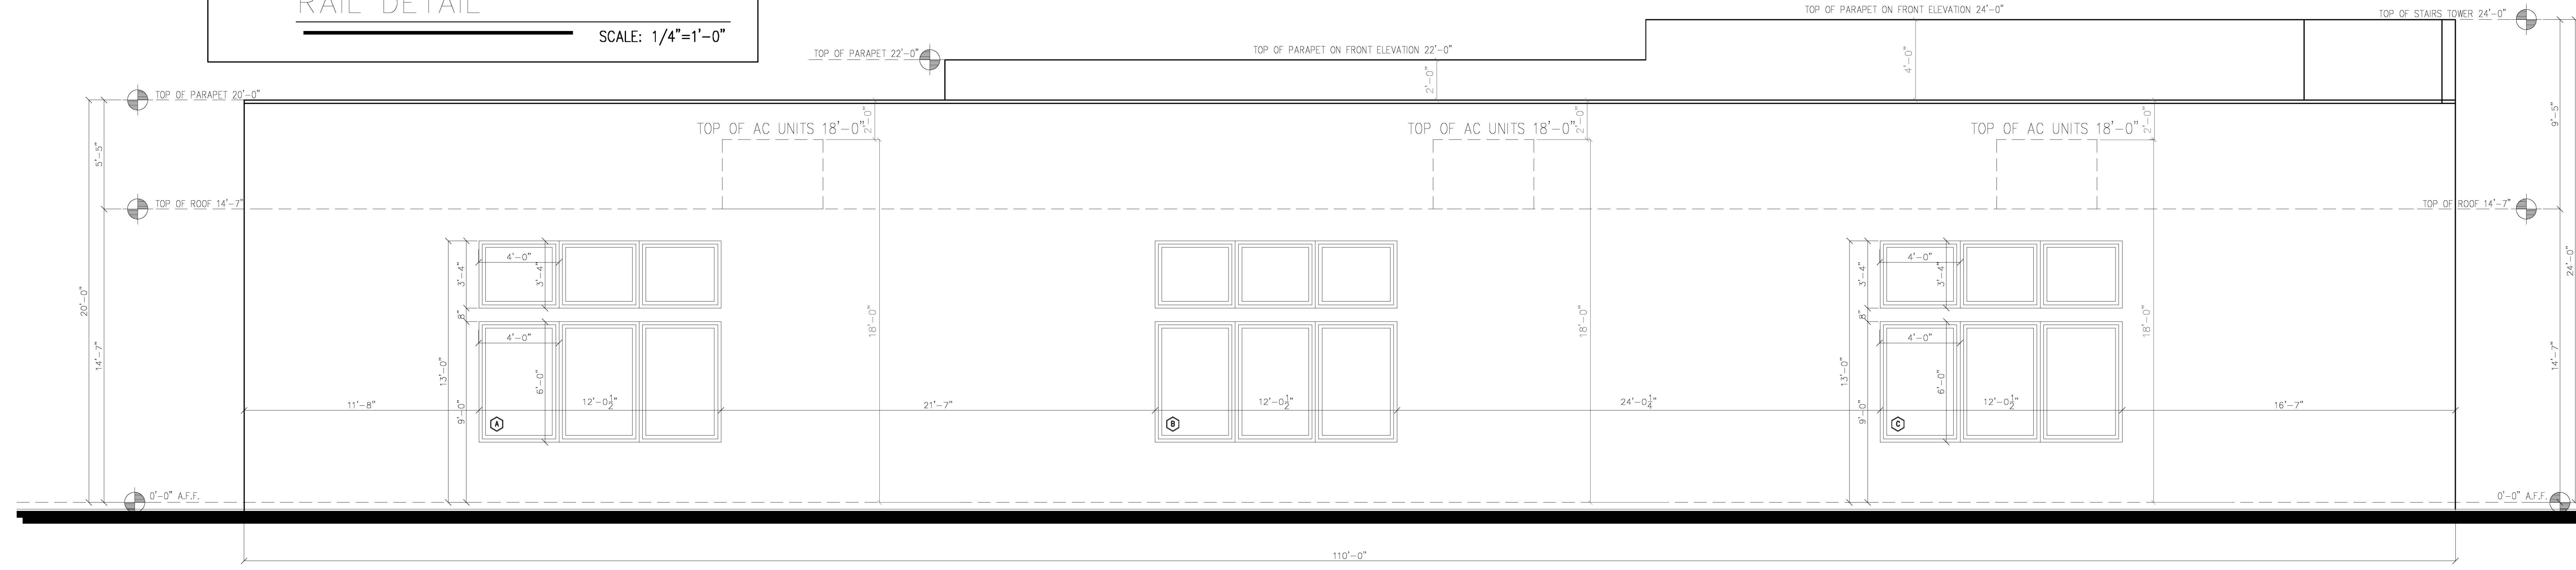 RAIL DETAIL
SCALE: 1/4"=1'-0"
TOP OF PARAPET ON FRONT ELEVATION 24'-0"
TOP OF STAIRS TOWER 24'-0"
TOP OF PARAPET 22'-0"
TOP OF PARAPET ON FRONT ELEVATION 22'-0"
4'-0"
2'-0"
TOP OF PARAPET 20'-0"
9'-5"
TOP OF AC UNITS 18'-0"
2'-0"
TOP OF AC UNITS 18'-0"
2'-0"
TOP OF AC UNITS 18'-0"
2'-0"
5'-5"
TOP OF ROOF 14'-7"
TOP OF ROOF 14'-7"
4'-0"
3'-4"
3'-4"
4'-0"
3'-4"
3'-4"
24'-0"
20'-0"
8"
18'-0"
18'-0"
8"
18'-0"
4'-0"
4'-0"
14'-7"
13'-0"
6'-0"
13'-0"
6'-0"
14'-7"
11'-8"
9'-0"
12'-0 1/2"
21'-7"
12'-0 1/2"
24'-0 1/4"
9'-0"
12'-0 1/2"
16'-7"
A
B
C
0'-0" A.F.F.
0'-0" A.F.F.
110'-0"